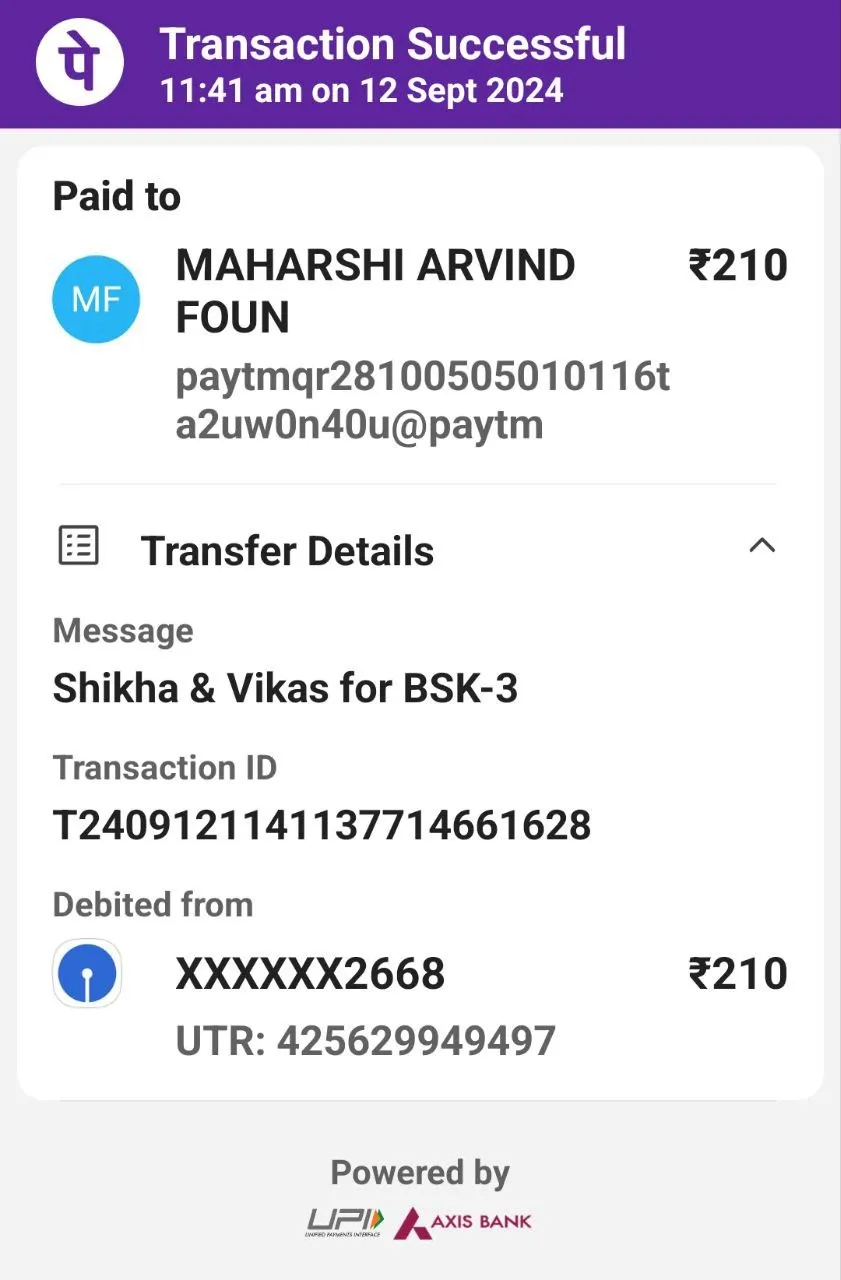 पे
Transaction Successful
11:41 am on 12 Sept 2024
Paid to
MF
MAHARSHI ARVIND
FOUN
₹210
paytmqr28100505010116t
a2uw0n40u@paytm
Transfer Details
Message
Shikha & Vikas for BSK-3
Transaction ID
T2409121141137714661628
Debited from
XXXXXX2668
₹210
UTR: 425629949497
Powered by
UPI
UNIFIED PAYMENTS INTERFACE
AXIS BANK